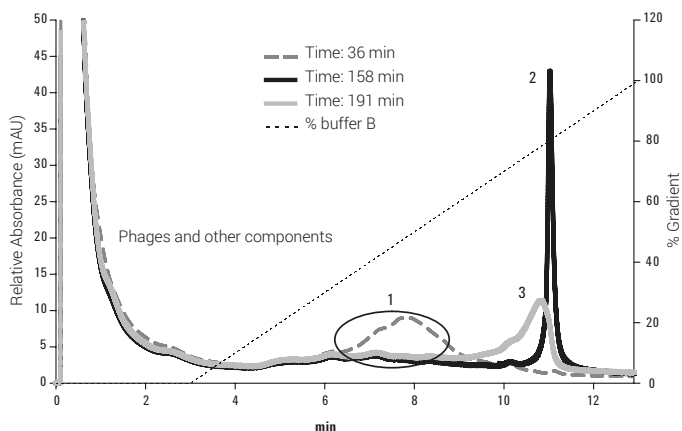 50
45
40
35
30
25
20
15
10
5
0
Relative Absorbance (mAU)
Time: 36 min
Time: 158 min
Time: 191 min
% buffer B
Phages and other components
1
2
3
120
100
80
60
40
20
0
% Gradient
0 2 4 6 8 10 12
min